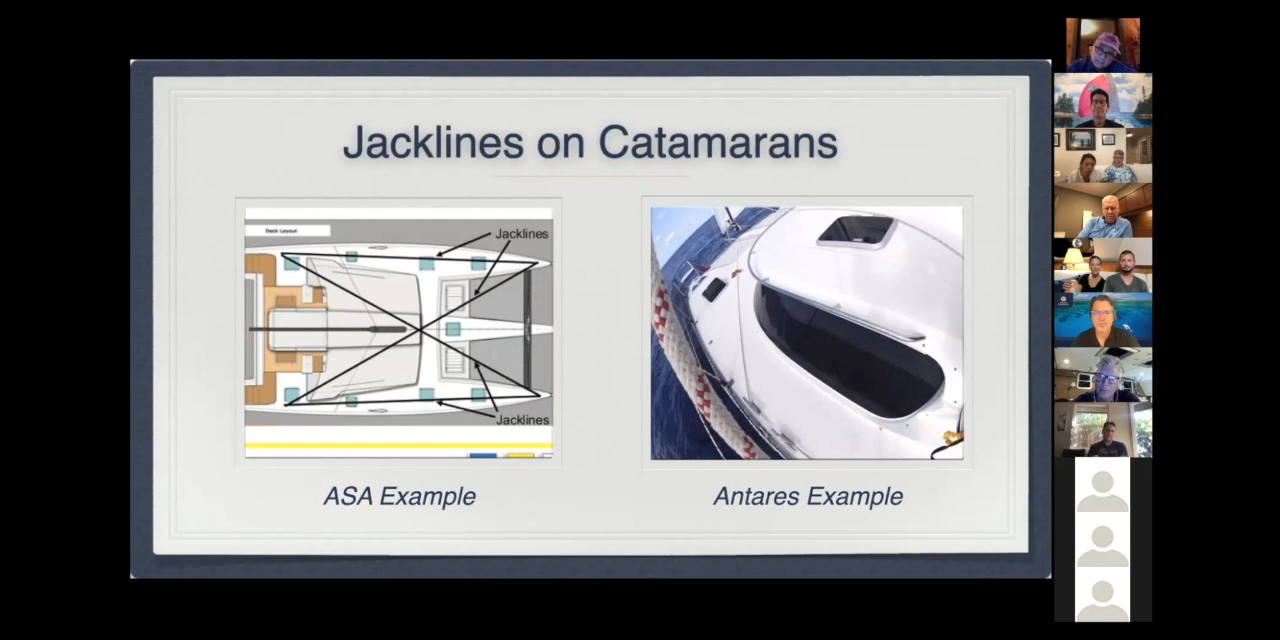 Jacklines on Catamarans
Deck Layout
Jacklines
Jacklines
ASA Example
Antares Example